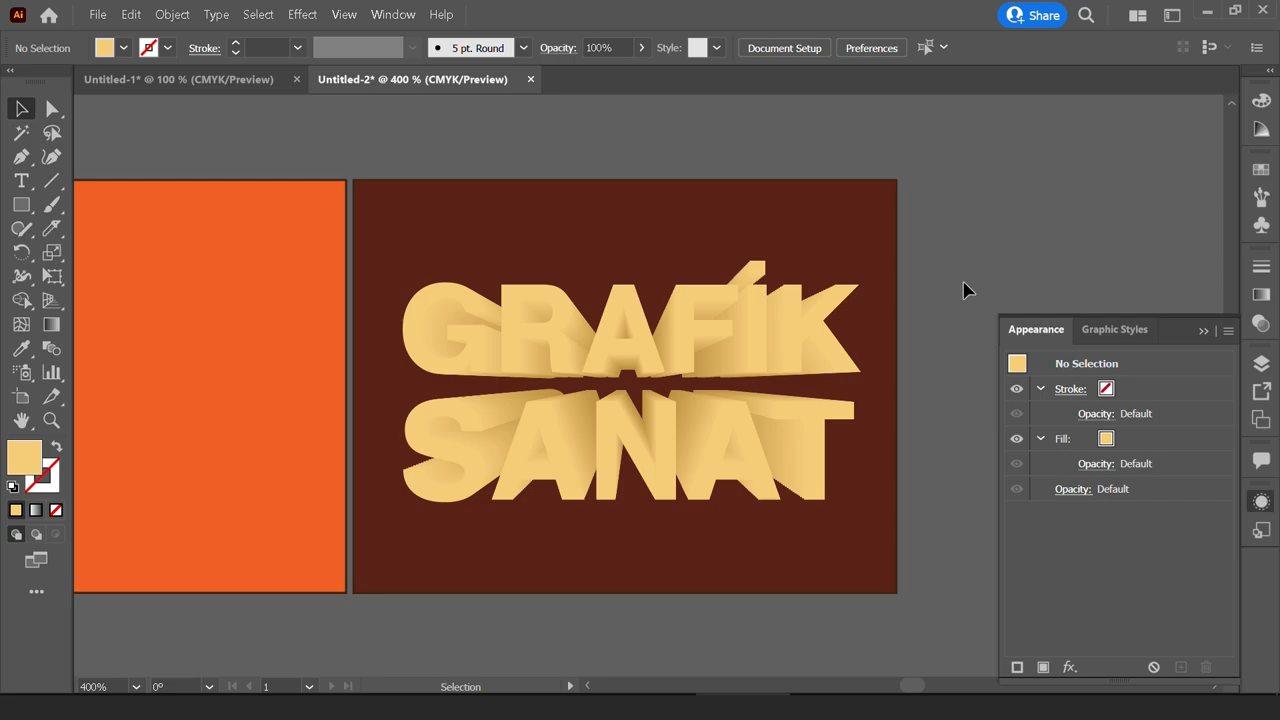 Ai File Edit Object Type Select Effect View Window Help Share
No Selection Stroke: 5 pt. Round Opacity: 100% Style: Document Setup Preferences
Untitled-1* @ 100 % (CMYK/Preview) Untitled-2* @ 400 % (CMYK/Preview)
GRAFİK
SANAT
Appearance Graphic Styles
No Selection
Stroke:
Opacity: Default
Fill:
Opacity: Default
Opacity: Default
fx.
400% 0° 1 Selection